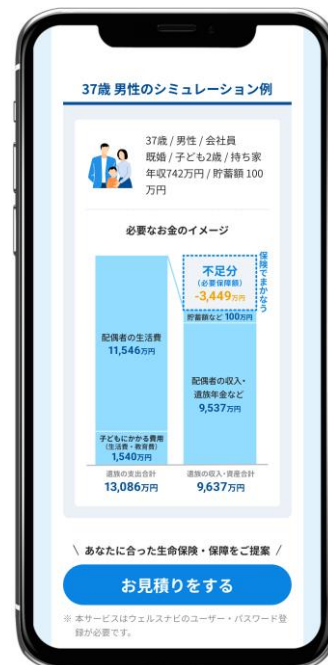 37歳 男性のシミュレーション例
37歳 / 男性 / 会社員
既婚 / 子ども2歳 / 持ち家
年収742万円 / 貯蓄額 100
万円
必要なお金のイメージ
不足分
(必要保障額)
-3,449万円
保険でまかなう
貯蓄額など 100万円
配偶者の生活費
11,546万円
配偶者の収入・
遺族年金など
9,537万円
子どもにかかる費用
(生活費・教育費)
1,540万円
遺族の支出合計
13,086万円
遺族の収入・資産合計
9,637万円
\ あなたに合った生命保険・保障をご提案 /
お見積りをする
※ 本サービスはウェルスナビのユーザー・パスワード登
録が必要です。